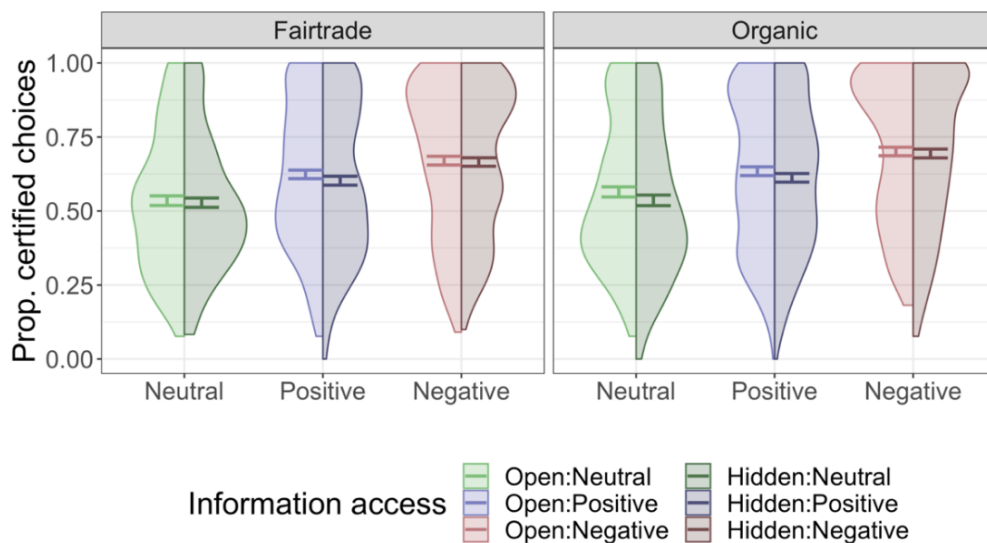 Fairtrade Organic
Prop. certified choices
1.00
0.75
0.50
0.25
0.00
Neutral Positive Negative Neutral Positive Negative
Information access
Open:Neutral Hidden:Neutral
Open:Positive Hidden:Positive
Open:Negative Hidden:Negative